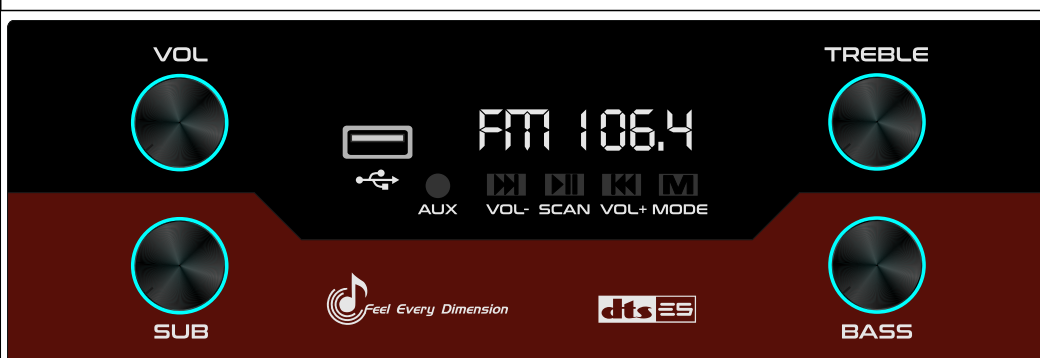 VOL
TREBLE
FM 106.4
AUX VOL- SCAN VOL+ MODE
M
Feel Every Dimension
dts ES
SUB
BASS